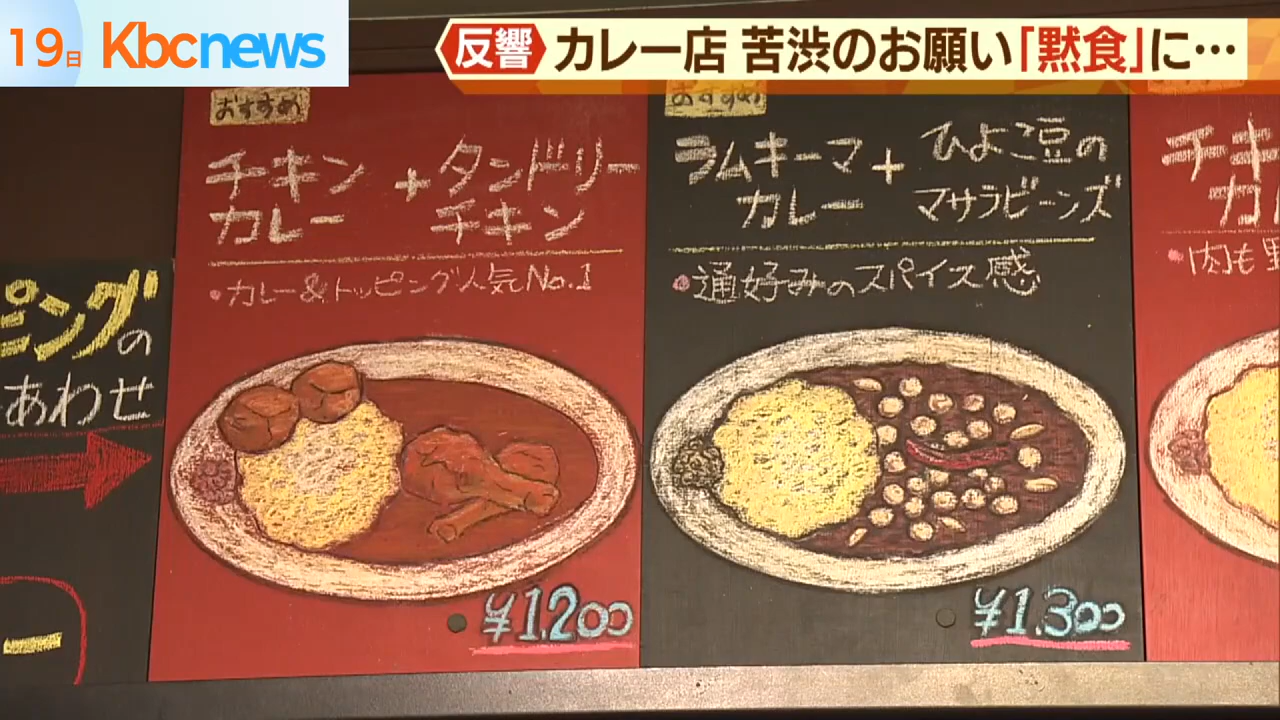 19日 Kbcnews
反響 カレー店 苦渋のお願い「黙食」に…
ピングの
あわせ
おすすめ
チキン
カレー
+
タンドリー
チキン
・カレー&トッピング人気No.1
¥1.200
おすすめ
ラムキーマ
カレー
+
ひよこ豆の
マサラビーンズ
・通好みのスパイス感
¥1.300
チキ
カレ
・肉も野